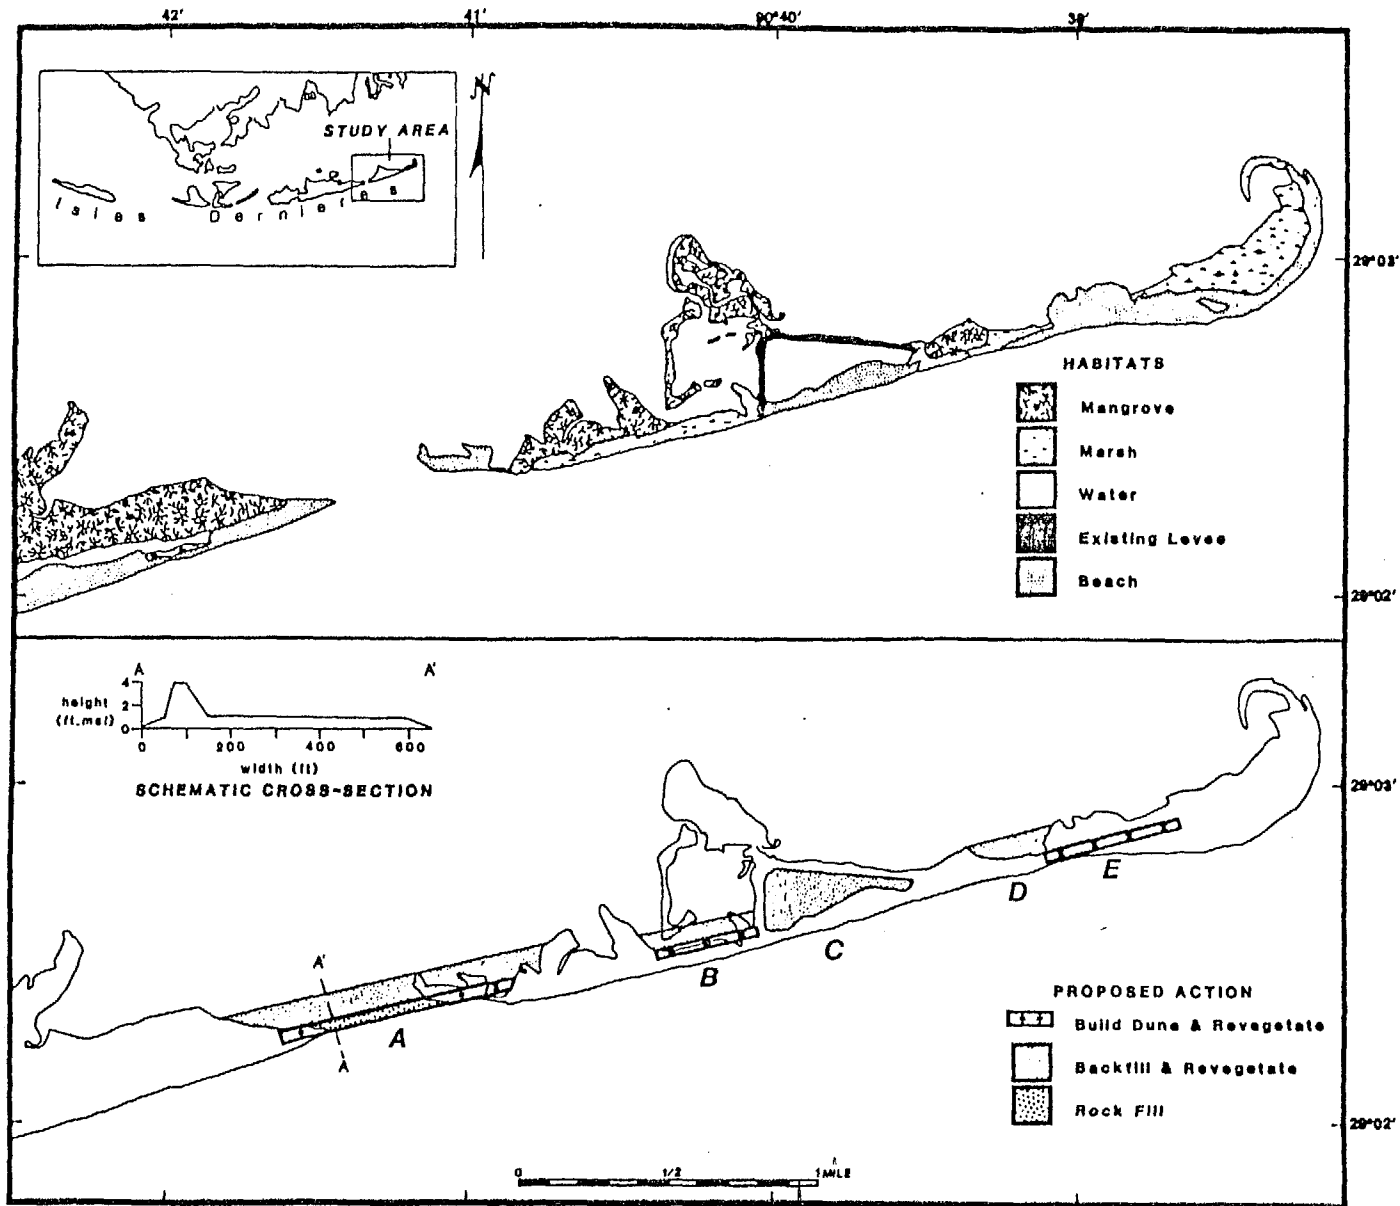 42'
41'
90°40'
39'
N
STUDY AREA
Isles Dernieres
29°03'
HABITATS
Mangrove
Marsh
Water
Existing Levee
Beach
29°02'
A
A'
height
(ft.msl)
4
2
0
0
200
400
600
width (ft)
SCHEMATIC CROSS-SECTION
29°03'
A'
A
A
B
C
D
E
PROPOSED ACTION
Build Dune & Revegetate
Backfill & Revegetate
Rock Fill
29°02'
0
1/2
1 MILE